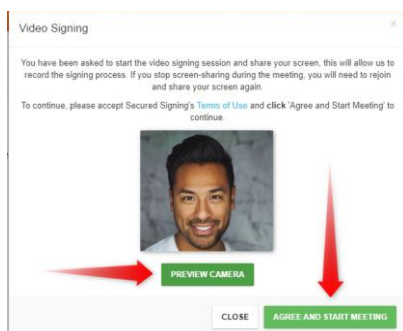 Video Signing
×
You have been asked to start the video signing session and share your screen, this will allow us to
record the signing process. If you stop screen-sharing during the meeting, you will need to rejoin
and share your screen again.
To continue, please accept Secured Signing's Terms of Use and click 'Agree and Start Meeting' to
continue.
PREVIEW CAMERA
CLOSE AGREE AND START MEETING